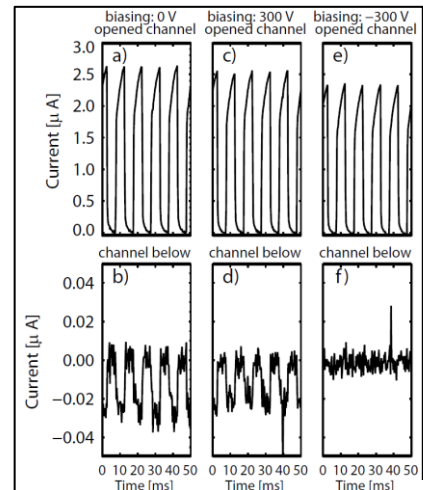 biasing: 0 V biasing: 300 V biasing: −300 V
opened channel opened channel opened channel
3.0
a) c) e)
2.5
2.0
1.5
1.0
0.5
0.0
Current [μ A]
channel below channel below channel below
b) d) f)
0.04
0.02
0.00
−0.02
−0.04
Current [μ A]
0 10 20 30 40 50 0 10 20 30 40 50 0 10 20 30 40 50
Time [ms] Time [ms] Time [ms]